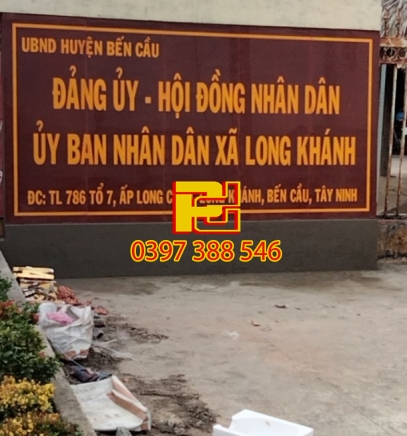 UBND HUYỆN BẾN CẦU
ĐẢNG ỦY - HỘI ĐỒNG NHÂN DÂN
ỦY BAN NHÂN DÂN XÃ LONG KHÁNH
ĐC: TL 786 TỔ 7, ẤP LONG KHÁNH, BẾN CẦU, TÂY NINH
0397 388 546